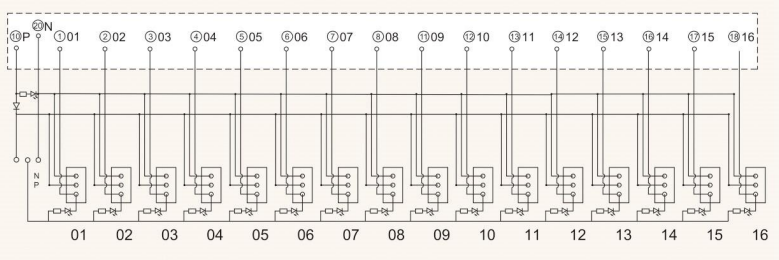 ⑳N
⑩P ①01 ②02 ③03 ④04 ⑤05 ⑥06 ⑦07 ⑧08 ⑪09 ⑫10 ⑬11 ⑭12 ⑮13 ⑯14 ⑰15 ⑱16
N
P
01 02 03 04 05 06 07 08 09 10 11 12 13 14 15 16